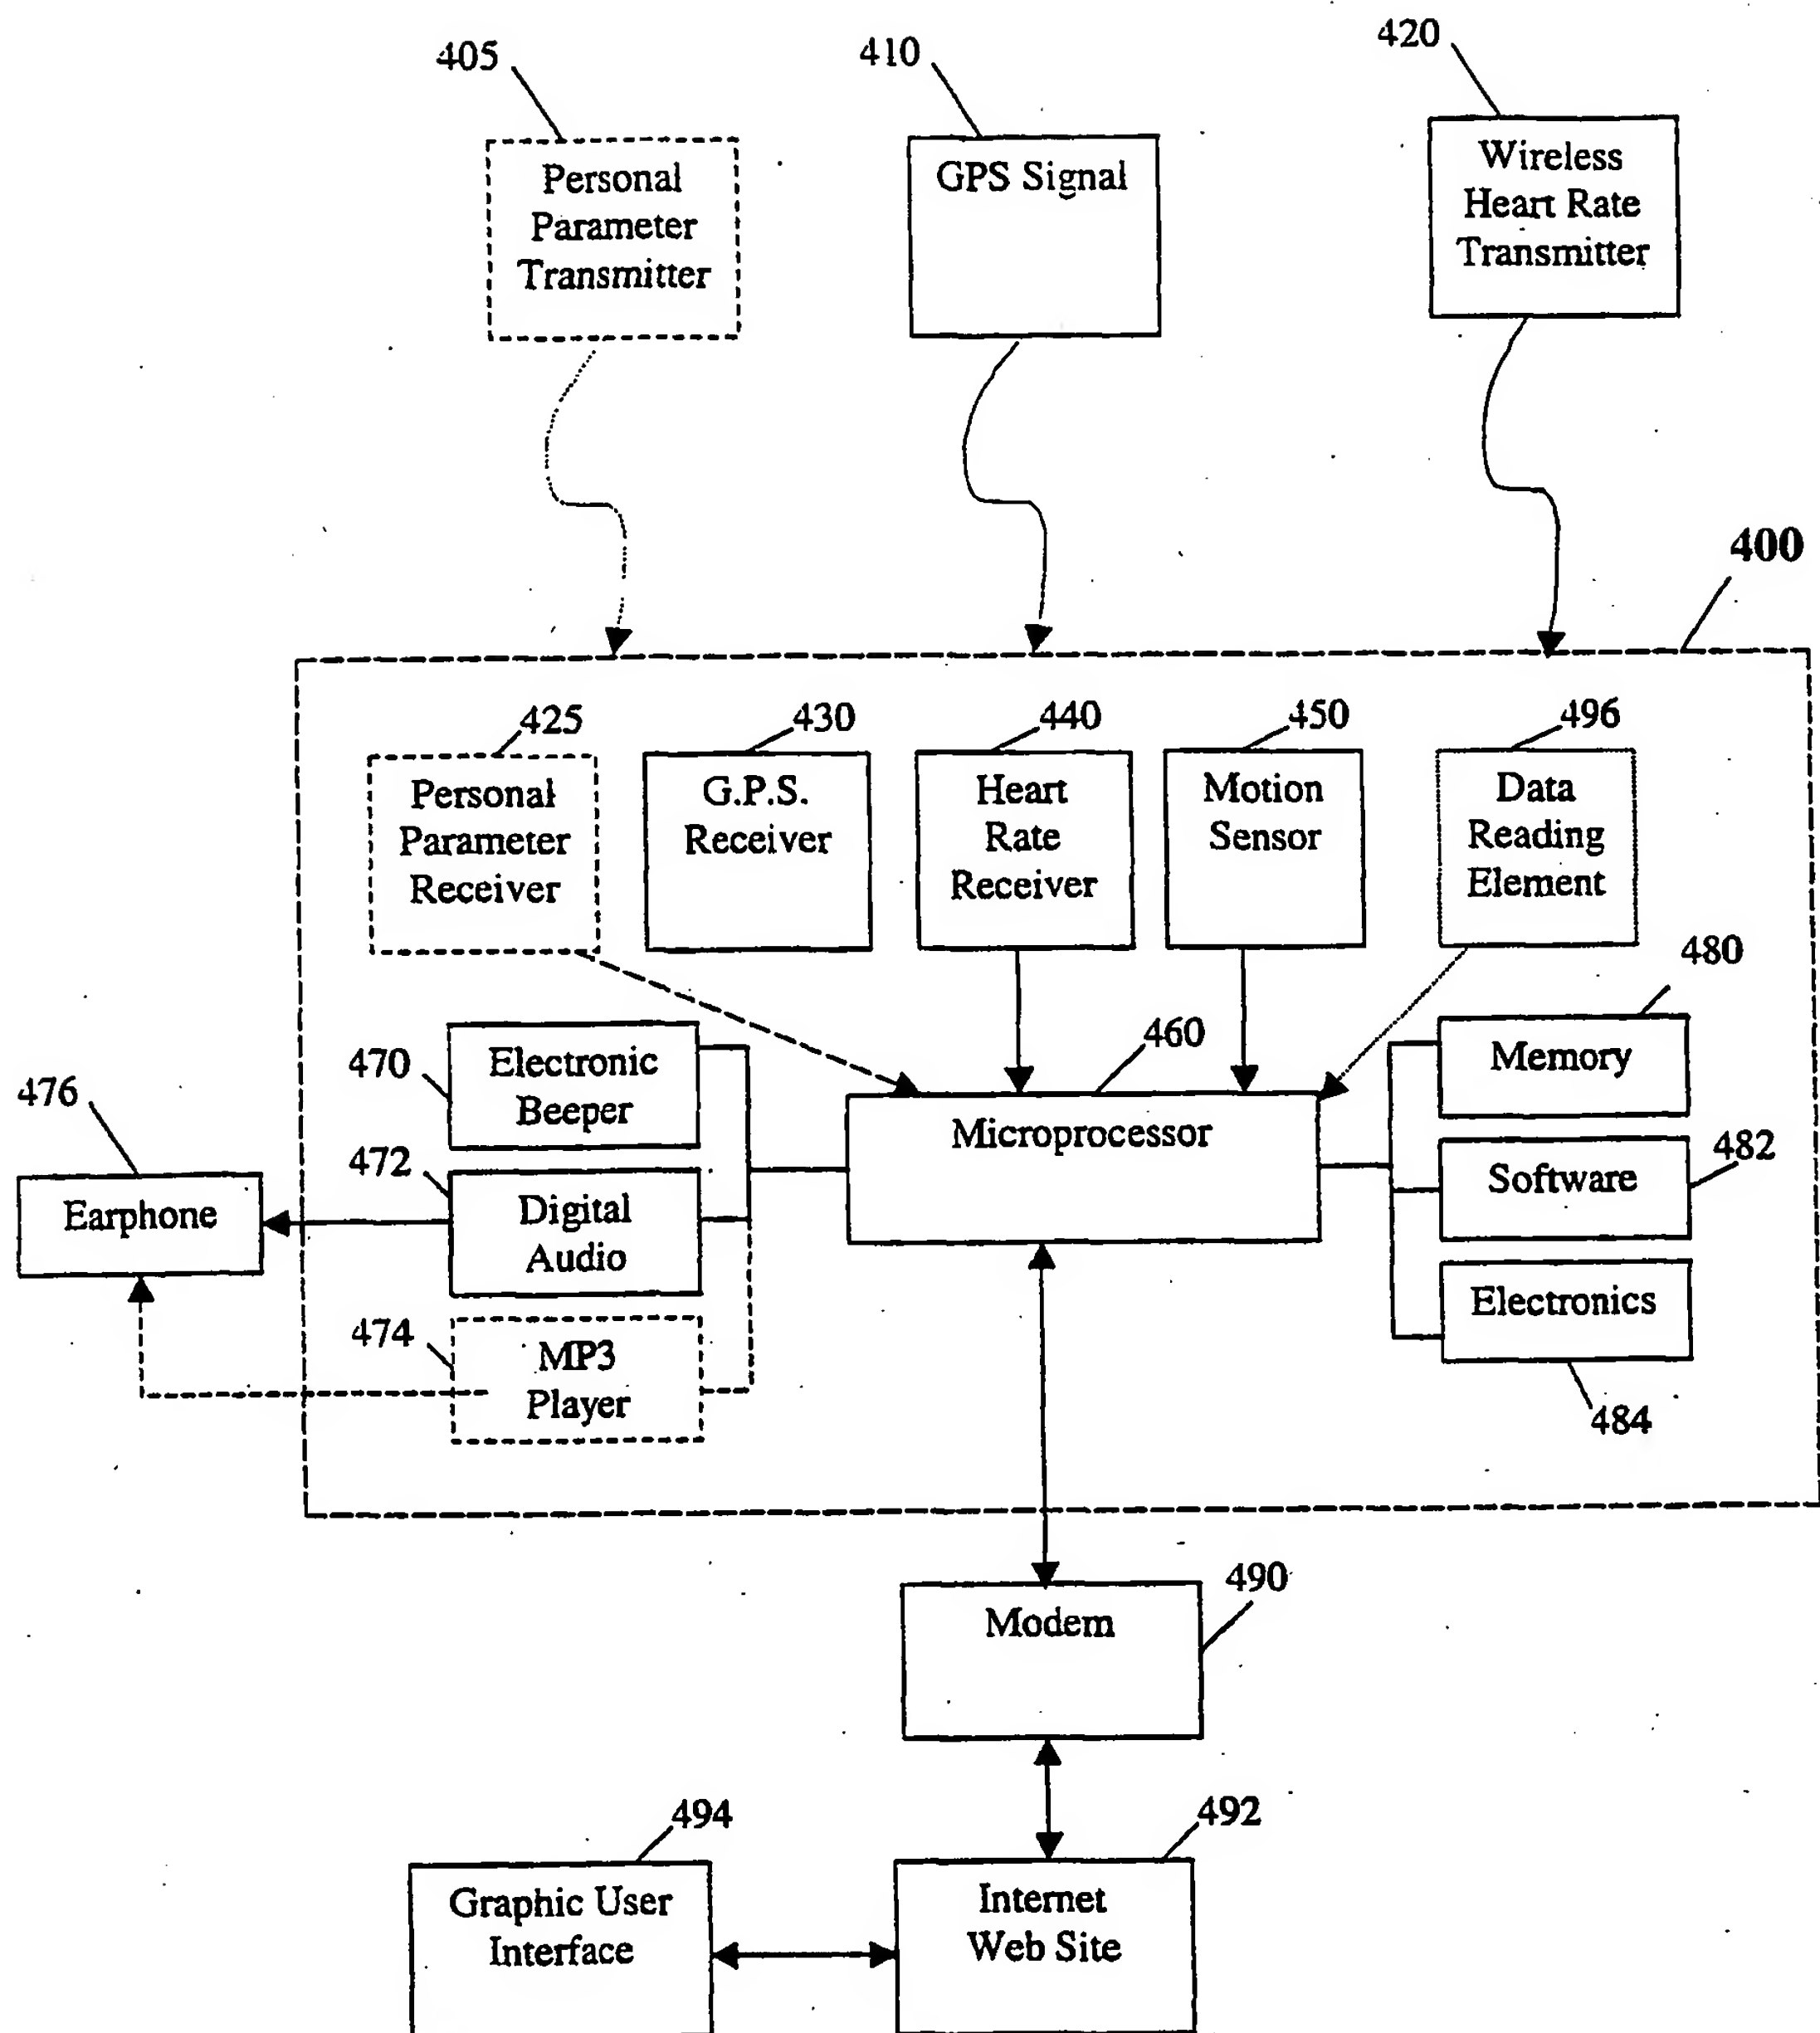 405
410
420
Personal
Parameter
Transmitter
GPS Signal
Wireless
Heart Rate
Transmitter
400
425
430
440
450
496
Personal
Parameter
Receiver
G.P.S.
Receiver
Heart
Rate
Receiver
Motion
Sensor
Data
Reading
Element
480
460
470
Electronic
Beeper
Microprocessor
Memory
476
472
482
Earphone
Digital
Audio
Software
474
MP3
Player
Electronics
484
490
Modem
494
492
Graphic User
Interface
Internet
Web Site